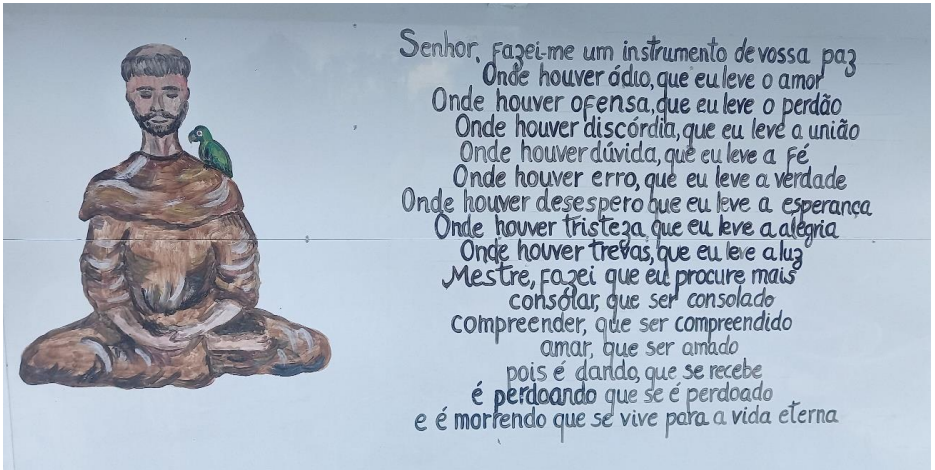 Senhor, Fazei-me um instrumento de vossa paz
Onde houver ódio, que eu leve o amor
Onde houver ofensa, que eu leve o perdão
Onde houver discórdia, que eu leve a união
Onde houver dúvida, que eu leve a fé
Onde houver erro, que eu leve a verdade
Onde houver desespero que eu leve a esperança
Onde houver tristeza, que eu leve a alegria
Onde houver trevas, que eu leve a luz
Mestre, fazei que eu procure mais
consolar, que ser consolado
compreender, que ser compreendido
amar, que ser amado
pois é dando, que se recebe
é perdoando que se é perdoado
e é morrendo que se vive para a vida eterna